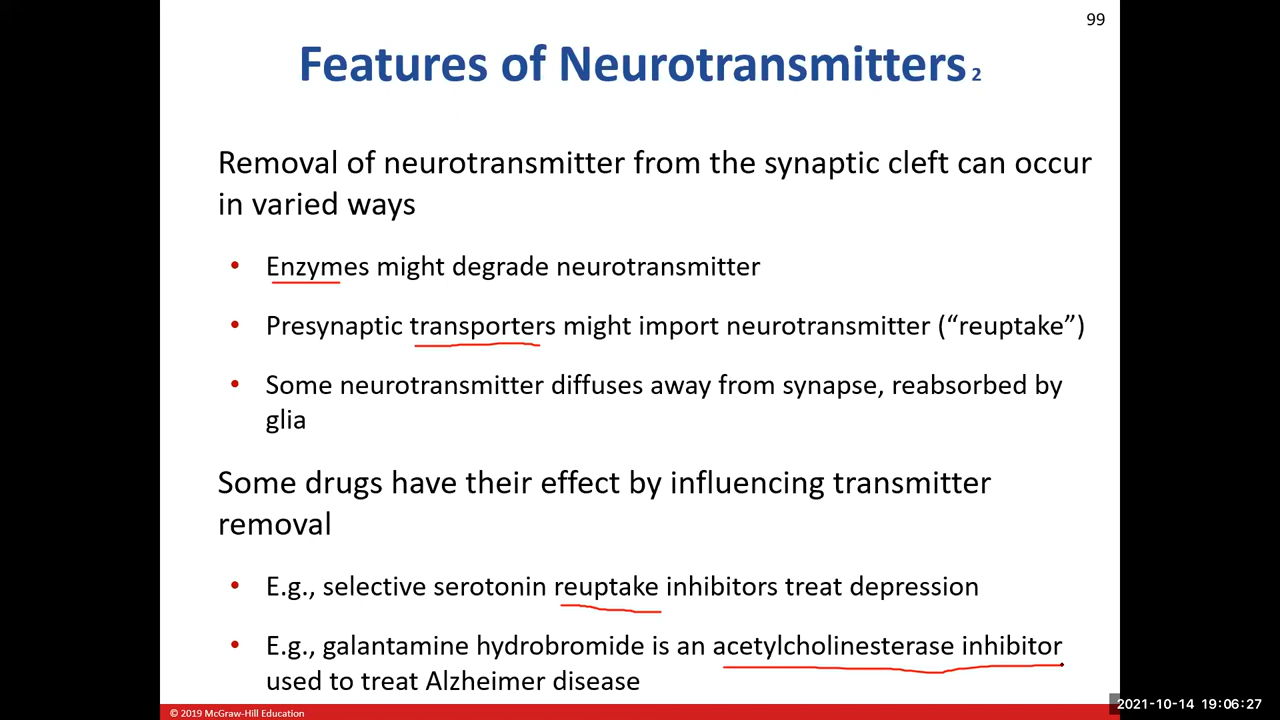 99
Features of Neurotransmitters 2
Removal of neurotransmitter from the synaptic cleft can occur
in varied ways
• Enzymes might degrade neurotransmitter
• Presynaptic transporters might import neurotransmitter (“reuptake”)
• Some neurotransmitter diffuses away from synapse, reabsorbed by
glia
Some drugs have their effect by influencing transmitter
removal
• E.g., selective serotonin reuptake inhibitors treat depression
• E.g., galantamine hydrobromide is an acetylcholinesterase inhibitor
used to treat Alzheimer disease
© 2019 McGraw-Hill Education
2021-10-14 19:06:27